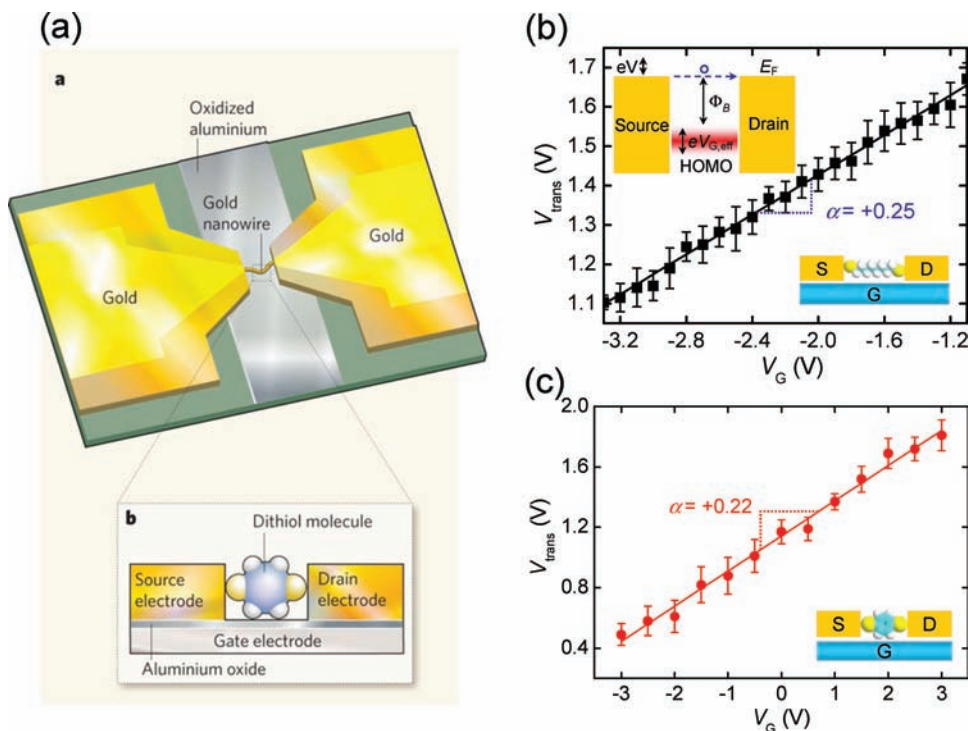 (a)
a
Oxidized
aluminium
Gold
nanowire
Gold
Gold
b
Dithiol molecule
Source
electrode
Drain
electrode
Gate electrode
Aluminium oxide
(b)
1.7
1.6
1.5
1.4
1.3
1.2
1.1
V_trans (V)
eV
E_F
Φ_B
Source
Drain
eV_G,eff
HOMO
α = +0.25
S
D
G
-3.2 -2.8 -2.4 -2.0 -1.6 -1.2
V_G (V)
(c)
2.0
1.6
1.2
0.8
0.4
V_trans (V)
α = +0.22
S
D
G
-3 -2 -1 0 1 2 3
V_G (V)